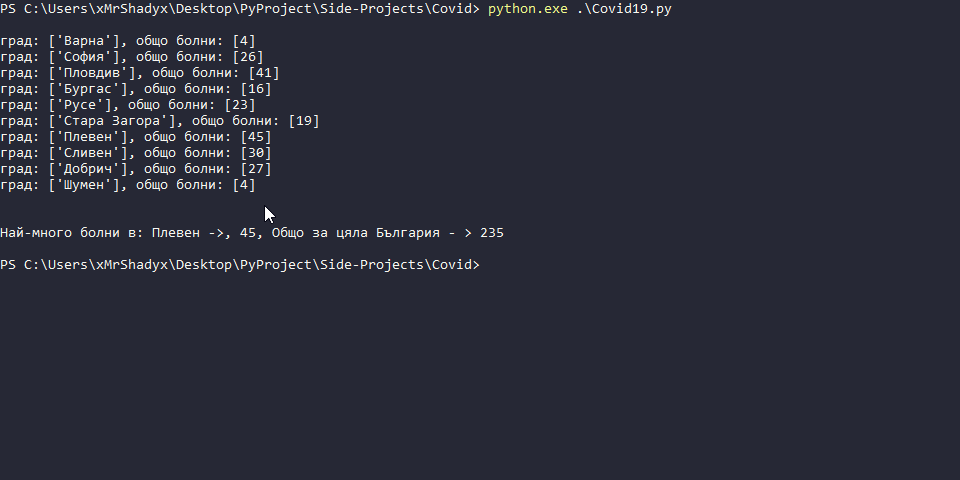 PS C:\Users\xMrShadyx\Desktop\PyProject\Side-Projects\Covid> python.exe .\Covid19.py
град: ['Варна'], общо болни: [4]
град: ['София'], общо болни: [26]
град: ['Пловдив'], общо болни: [41]
град: ['Бургас'], общо болни: [16]
град: ['Русе'], общо болни: [23]
град: ['Стара Загора'], общо болни: [19]
град: ['Плевен'], общо болни: [45]
град: ['Сливен'], общо болни: [30]
град: ['Добрич'], общо болни: [27]
град: ['Шумен'], общо болни: [4]
Най-много болни в: Плевен ->, 45, Общо за цяла България - > 235
PS C:\Users\xMrShadyx\Desktop\PyProject\Side-Projects\Covid>